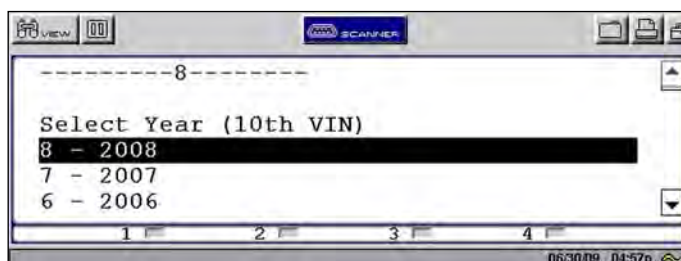 VIEW SCANNER
---------8--------
Select Year (10th VIN)
8 - 2008
7 - 2007
6 - 2006
1 2 3 4
06/30/09 04:57p